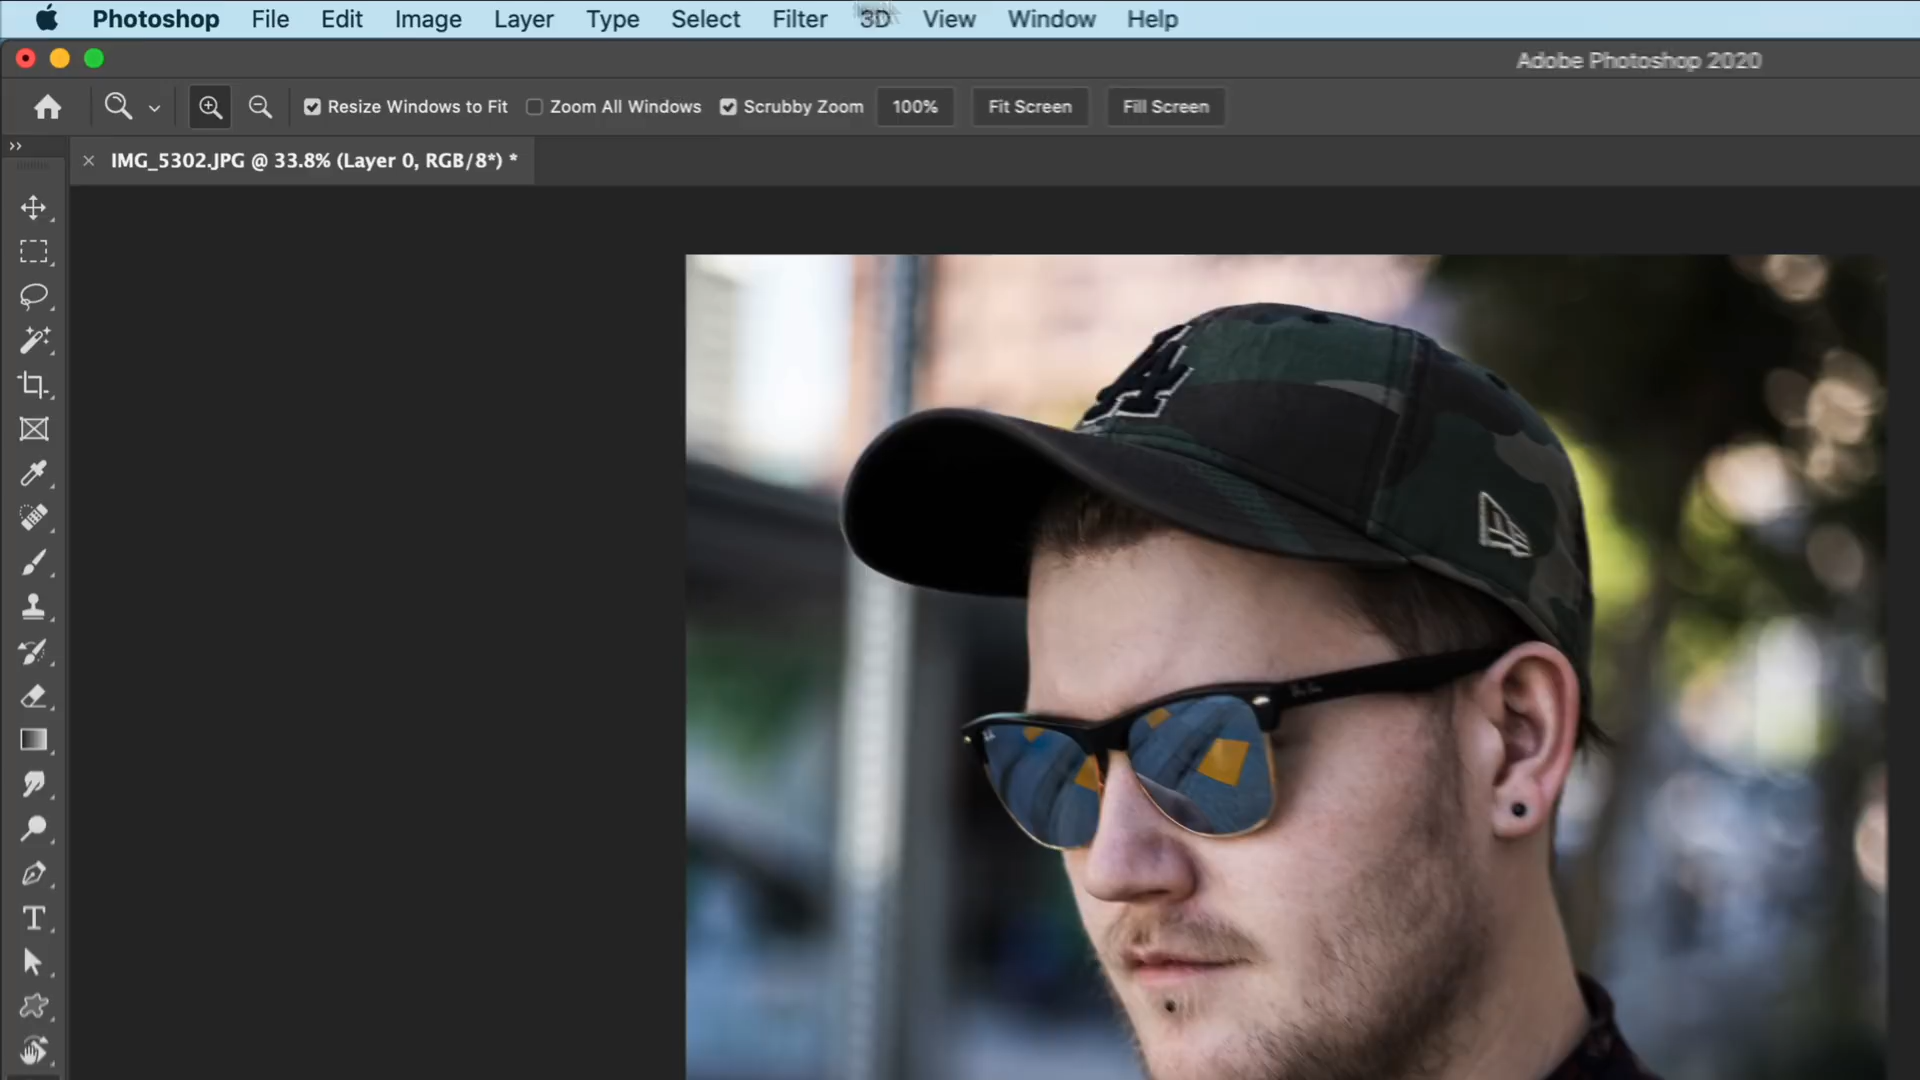 Photoshop File Edit Image Layer Type Select Filter 3D View Window Help
Adobe Photoshop 2020
Resize Windows to Fit Zoom All Windows Scrubby Zoom 100% Fit Screen Fill Screen
IMG_5302.JPG @ 33.8% (Layer 0, RGB/8*) *